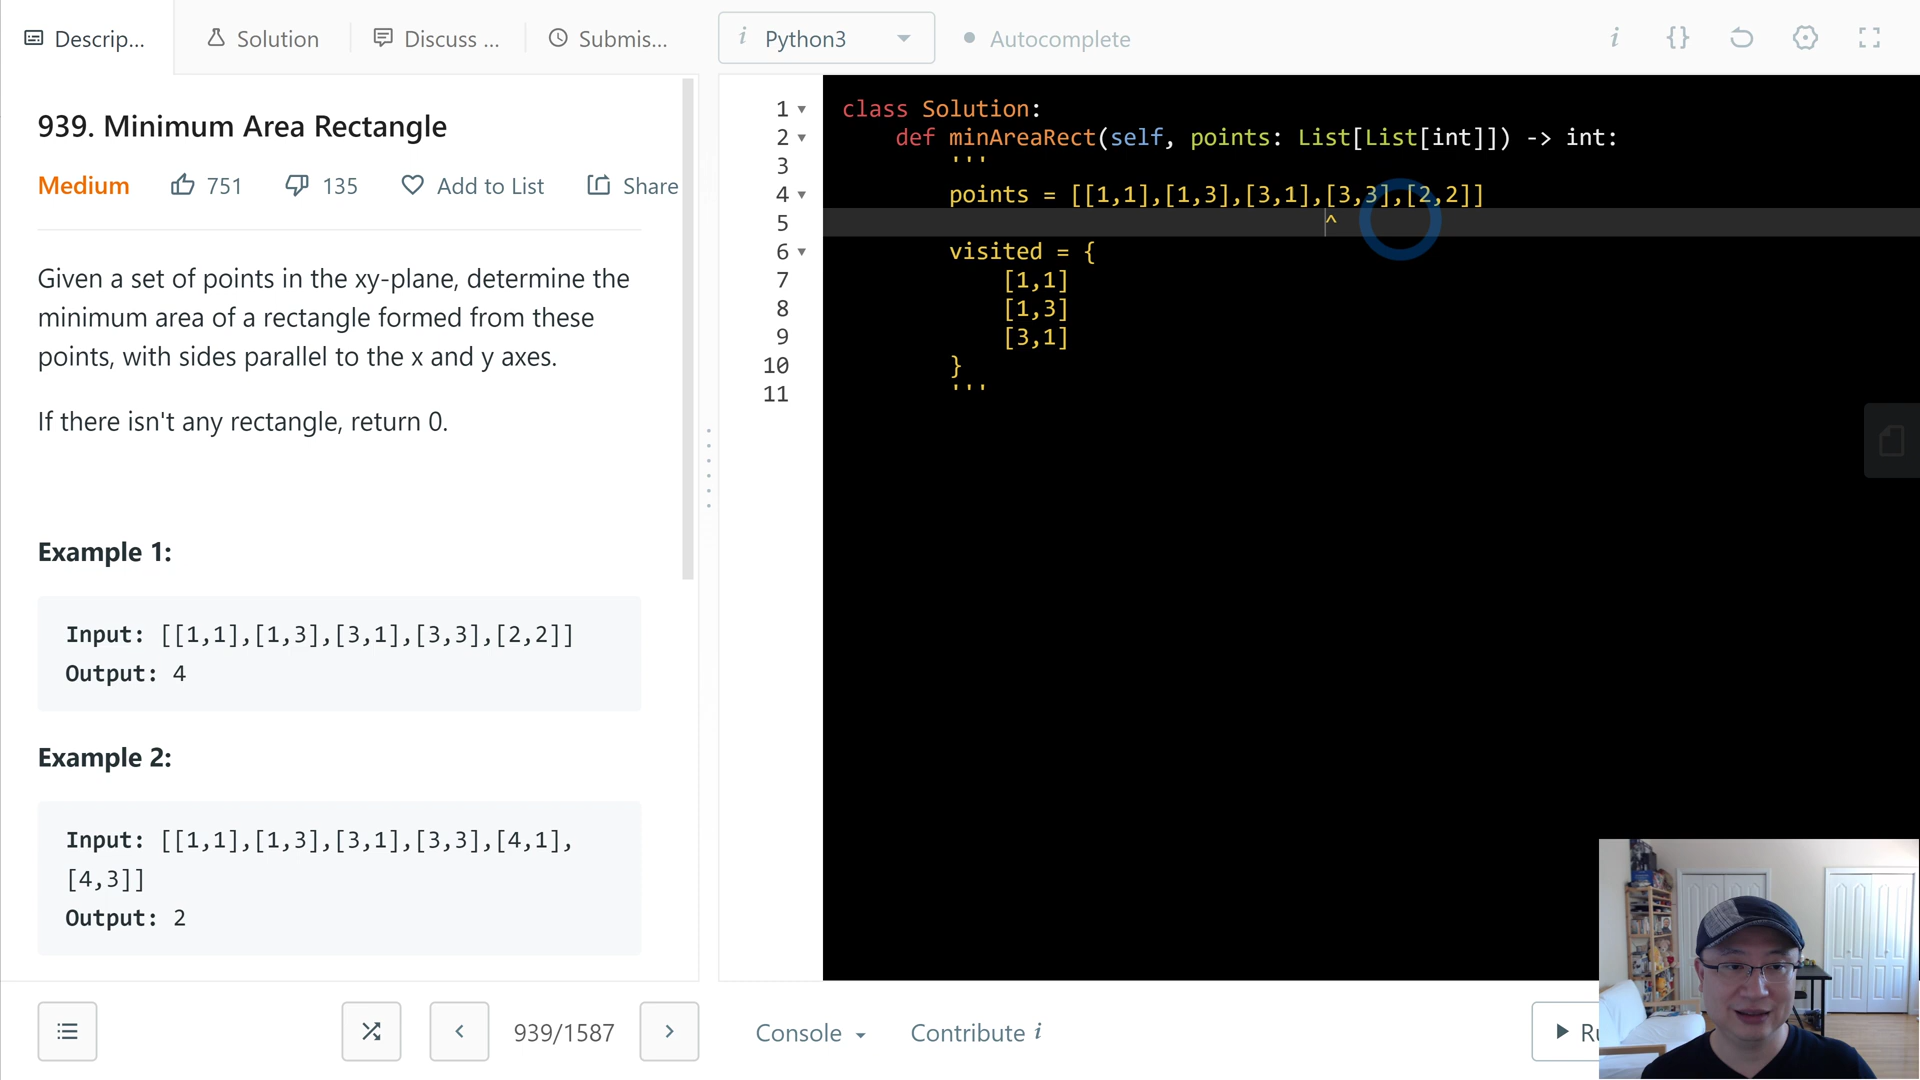 Descrip...
Solution
Discuss ...
Submis...
i Python3
Autocomplete
i {}
939. Minimum Area Rectangle
Medium 751 135 Add to List Share
Given a set of points in the xy-plane, determine the
minimum area of a rectangle formed from these
points, with sides parallel to the x and y axes.
If there isn't any rectangle, return 0.
Example 1:
Input: [[1,1],[1,3],[3,1],[3,3],[2,2]]
Output: 4
Example 2:
Input: [[1,1],[1,3],[3,1],[3,3],[4,1],
[4,3]]
Output: 2
1 class Solution:
2 def minAreaRect(self, points: List[List[int]]) -> int:
3 '''
4 points = [[1,1],[1,3],[3,1],[3,3],[2,2]]
5 ^
6 visited = {
7 [1,1]
8 [1,3]
9 [3,1]
10 }
11 '''
< 939/1587 >
Console
Contribute i